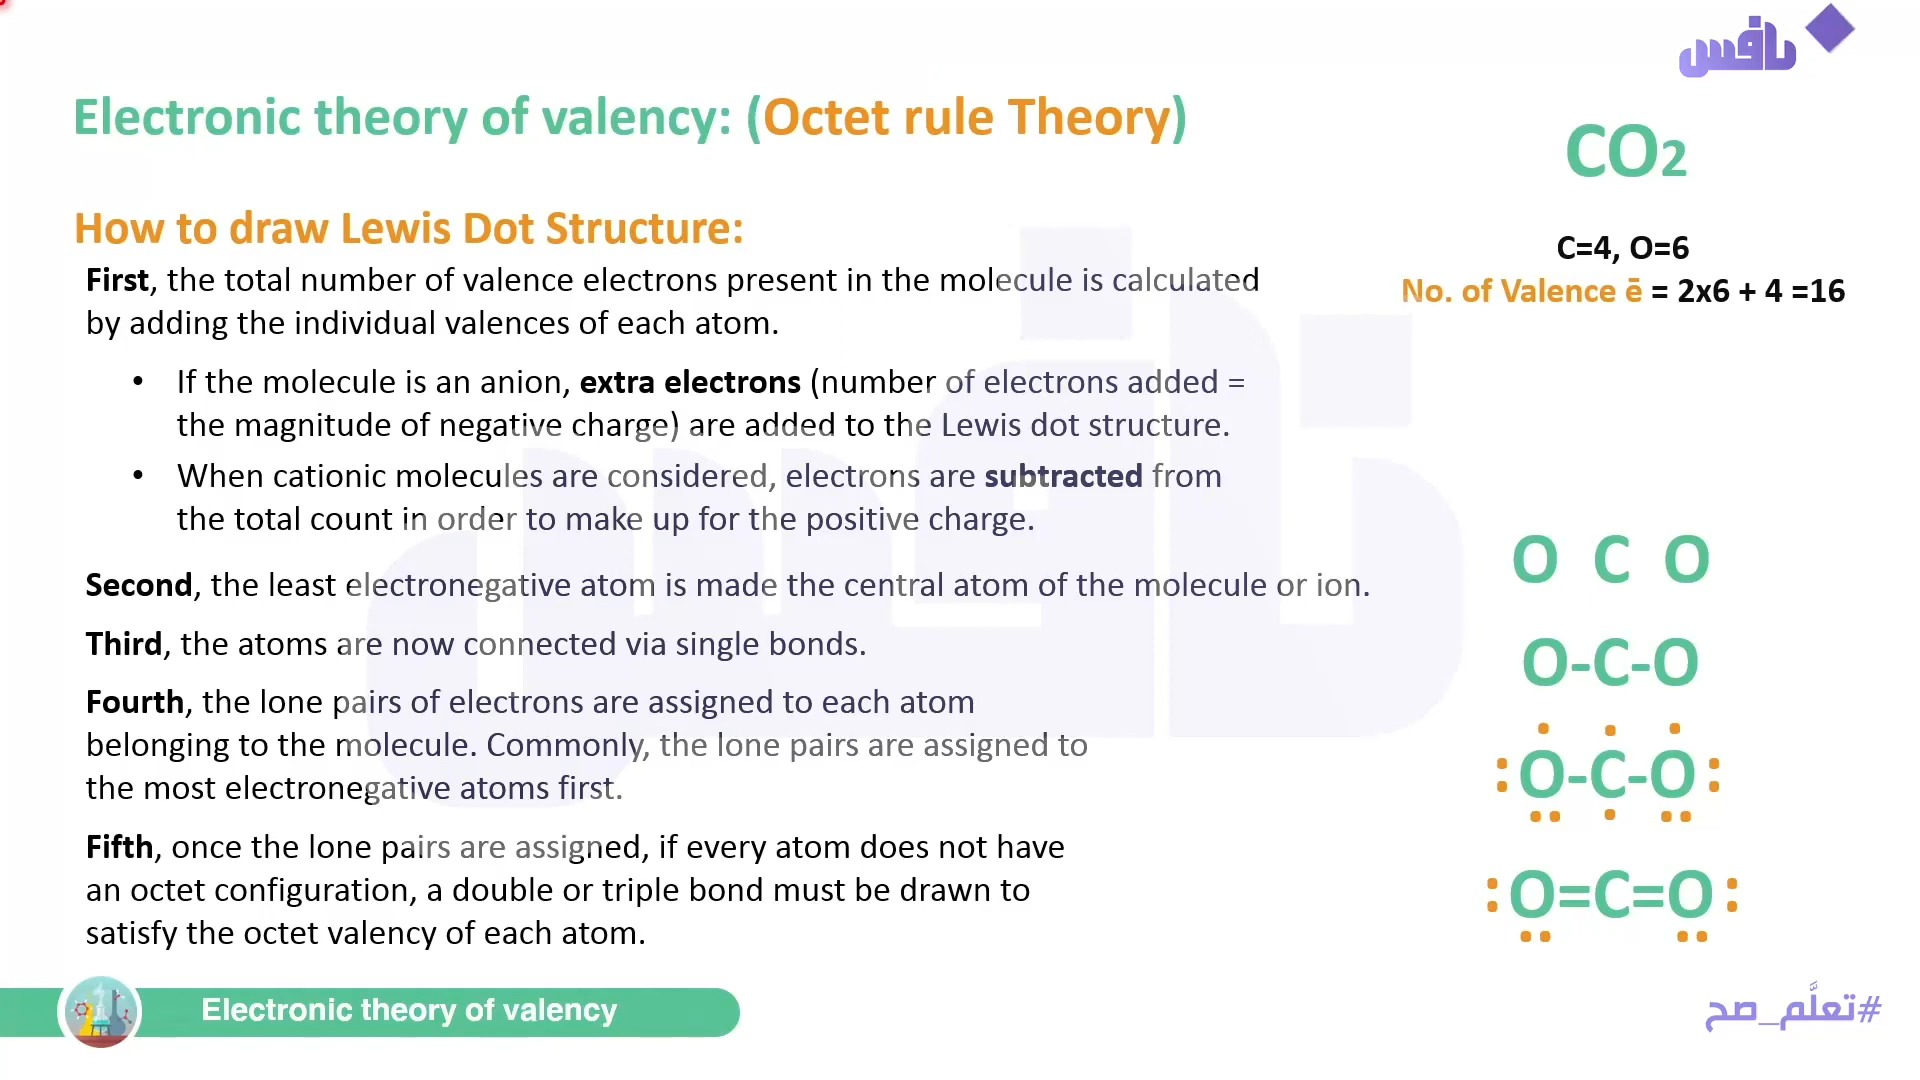 نافس
Electronic theory of valency: (Octet rule Theory)
CO2
How to draw Lewis Dot Structure:
C=4, O=6
No. of Valence ē = 2x6 + 4 =16
First, the total number of valence electrons present in the molecule is calculated
by adding the individual valences of each atom.
• If the molecule is an anion, extra electrons (number of electrons added =
the magnitude of negative charge) are added to the Lewis dot structure.
• When cationic molecules are considered, electrons are subtracted from
the total count in order to make up for the positive charge.
Second, the least electronegative atom is made the central atom of the molecule or ion.
Third, the atoms are now connected via single bonds.
Fourth, the lone pairs of electrons are assigned to each atom
belonging to the molecule. Commonly, the lone pairs are assigned to
the most electronegative atoms first.
Fifth, once the lone pairs are assigned, if every atom does not have
an octet configuration, a double or triple bond must be drawn to
satisfy the octet valency of each atom.
O C O
O-C-O
:O-C-O:
:O=C=O:
Electronic theory of valency
#تعلَّم_صح